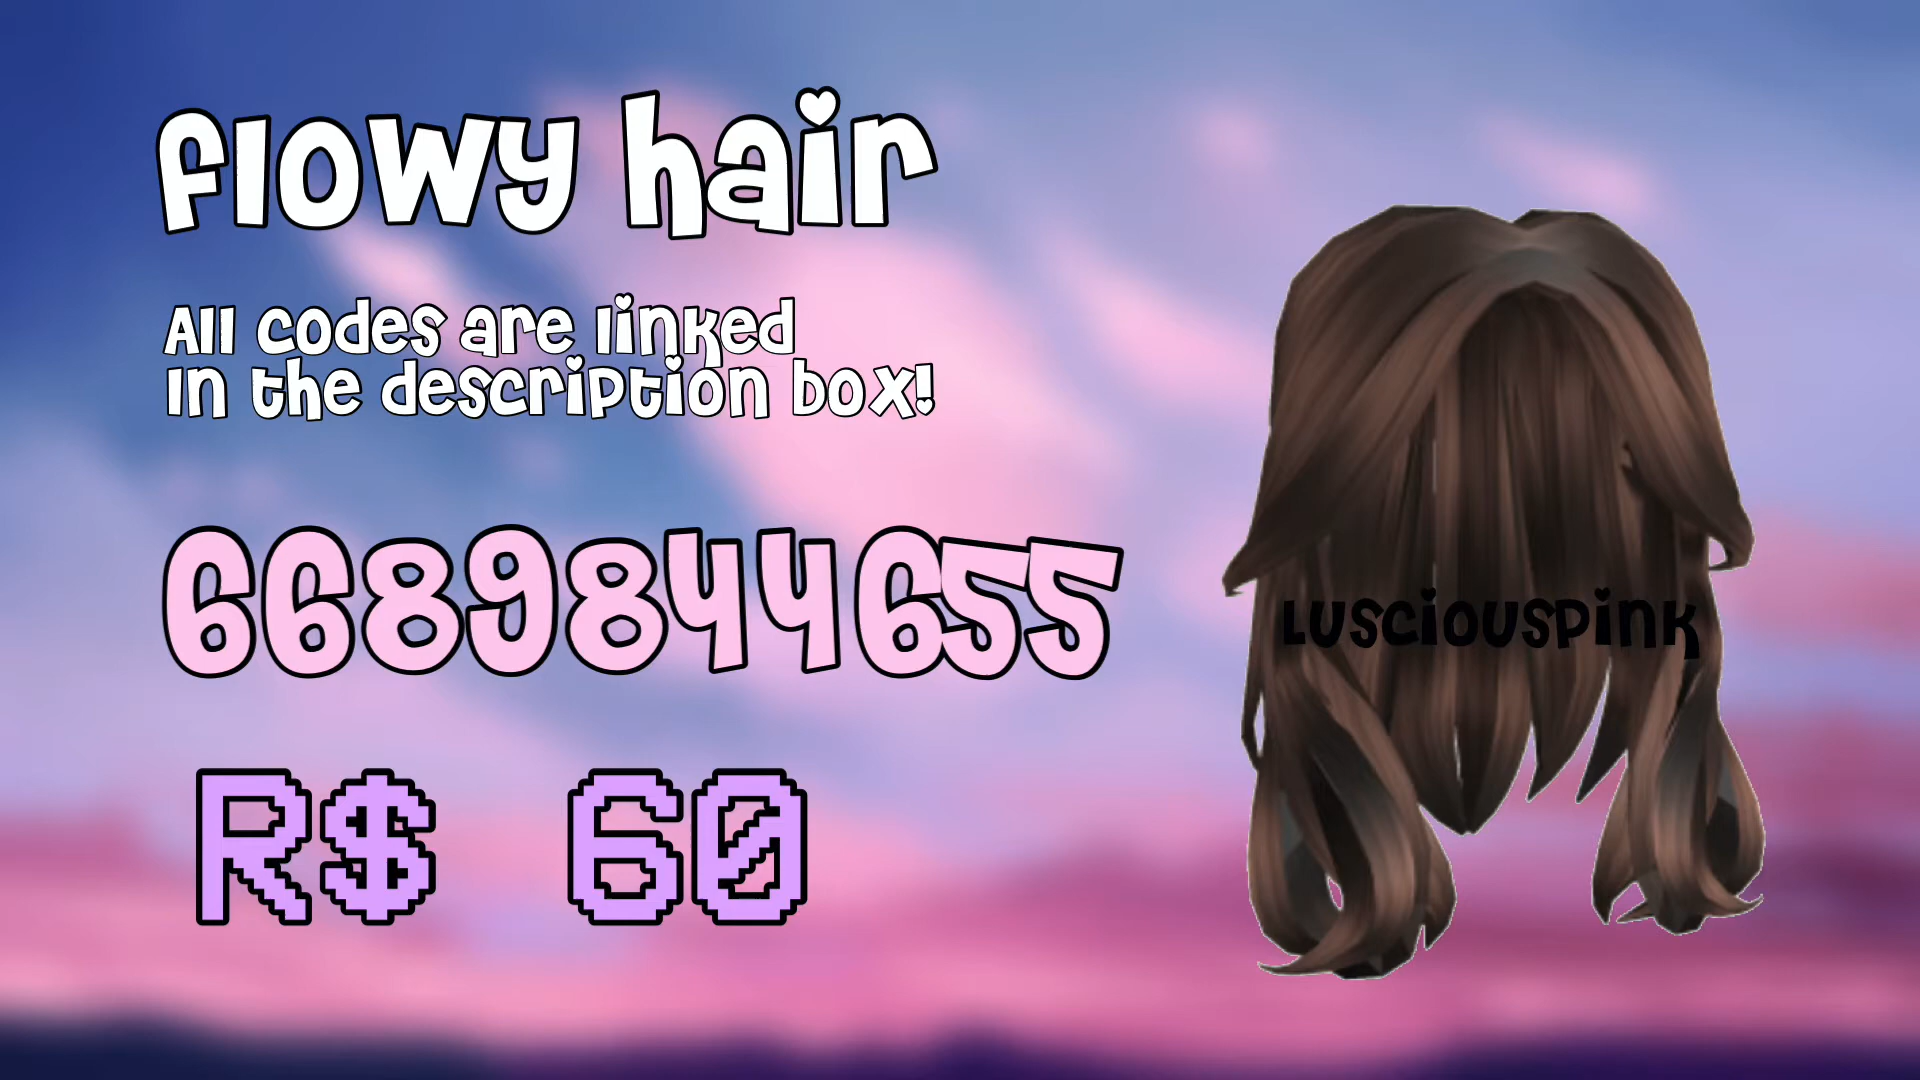 flowy hair
All codes are linked
In the description box!
6689844655
LUSCIOUSPINK
R$ 60